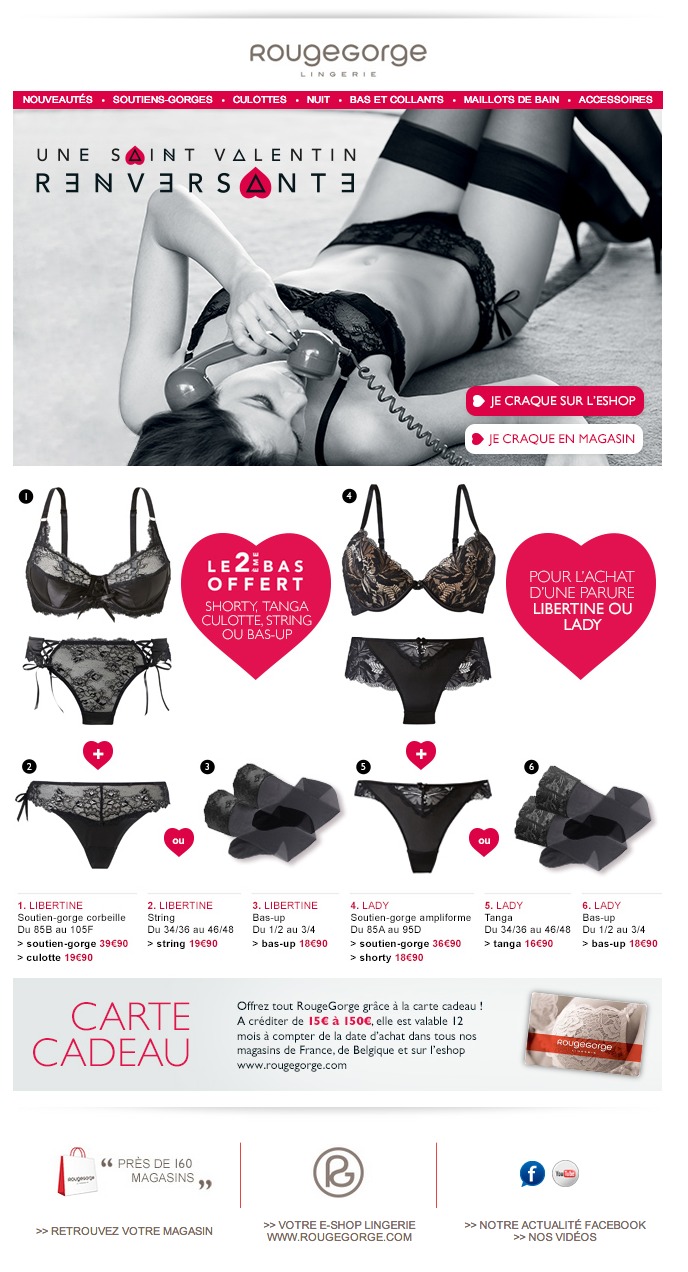 RougeGorge
LINGERIE
NOUVEAUTÉS • SOUTIENS-GORGES • CULOTTES • NUIT • BAS ET COLLANTS • MAILLOTS DE BAIN • ACCESSOIRES
UNE SAINT VALENTIN
RENVERSANTE
JE CRAQUE SUR L'ESHOP
JE CRAQUE EN MAGASIN
1
LE 2ÈME BAS
OFFERT
SHORTY, TANGA
CULOTTE, STRING
OU BAS-UP
4
POUR L'ACHAT
D'UNE PARURE
LIBERTINE OU
LADY
+
+
2
ou
3
5
ou
6
1. LIBERTINE
Soutien-gorge corbeille
Du 85B au 105F
> soutien-gorge 39€90
> culotte 19€90
2. LIBERTINE
String
Du 34/36 au 46/48
> string 19€90
3. LIBERTINE
Bas-up
Du 1/2 au 3/4
> bas-up 18€90
4. LADY
Soutien-gorge ampliforme
Du 85A au 95D
> soutien-gorge 36€90
> shorty 18€90
5. LADY
Tanga
Du 34/36 au 46/48
> tanga 16€90
6. LADY
Bas-up
Du 1/2 au 3/4
> bas-up 18€90
CARTE
CADEAU
Offrez tout RougeGorge grâce à la carte cadeau !
A créditer de 15€ à 150€, elle est valable 12
mois à compter de la date d'achat dans tous nos
magasins de France, de Belgique et sur l'eshop
www.rougegorge.com
RougeGorge
LINGERIE
RougeGorge
“ PRÈS DE 160
MAGASINS „
>> RETROUVEZ VOTRE MAGASIN
RG
>> VOTRE E-SHOP LINGERIE
WWW.ROUGEGORGE.COM
f
You Tube
>> NOTRE ACTUALITÉ FACEBOOK
>> NOS VIDÉOS